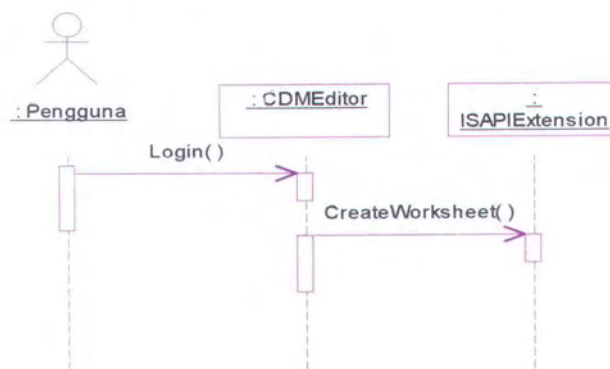 : Pengguna
: CDMEditor
:
ISAPIExtension
Login( )
CreateWorksheet( )